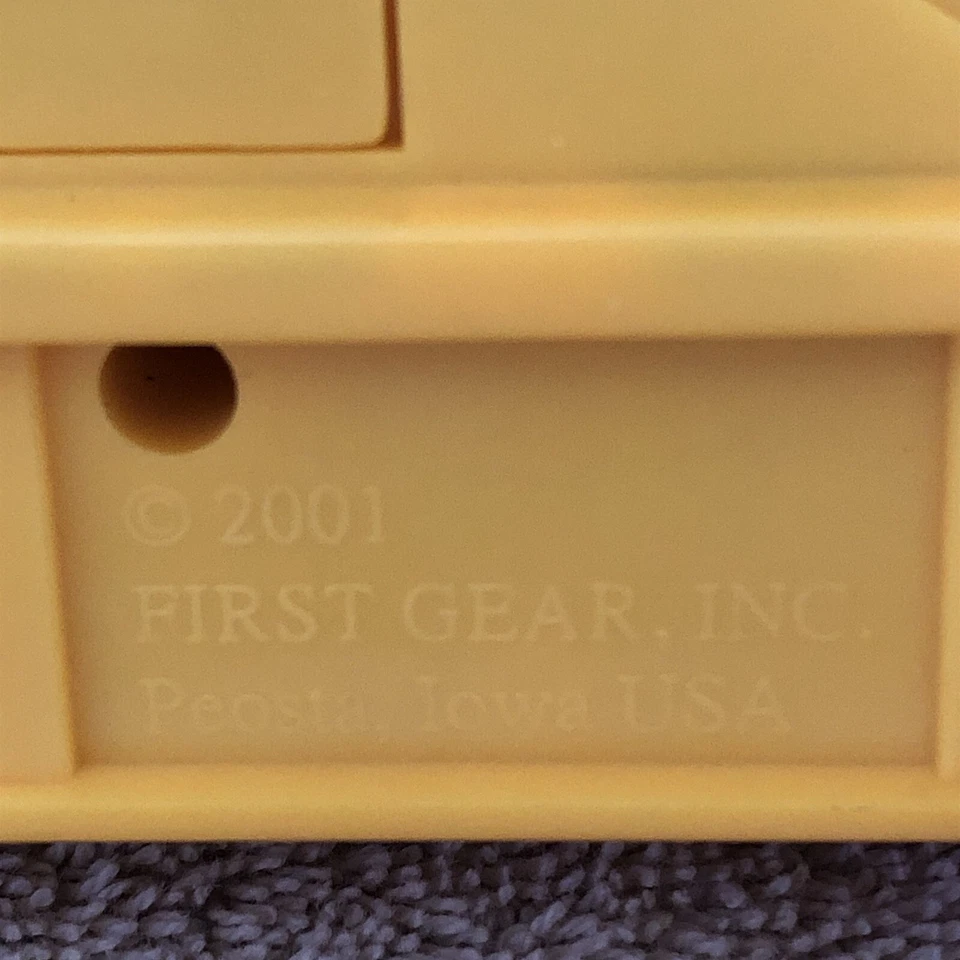 © 2001
FIRST GEAR, INC.
Peosta, Iowa USA